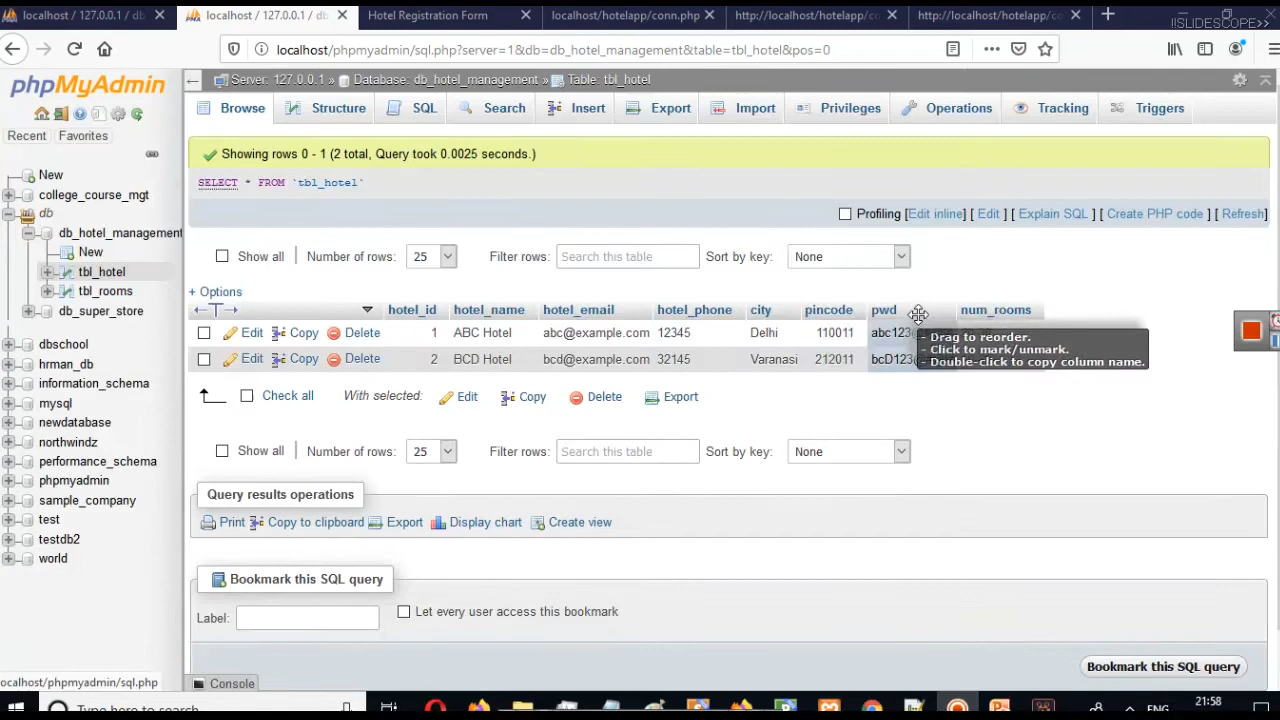 localhost / 127.0.0.1 / db
localhost / 127.0.0.1 / db_h
Hotel Registration Form
localhost/hotelapp/conn.php
http://localhost/hotelapp/co
http://localhost/hotelapp/co
!!SLIDESCOPE>>
localhost/phpmyadmin/sql.php?server=1&db=db_hotel_management&table=tbl_hotel&pos=0
phpMyAdmin
Server: 127.0.0.1 » Database: db_hotel_management » Table: tbl_hotel
Browse Structure SQL Search Insert Export Import Privileges Operations Tracking Triggers
Recent Favorites
New
college_course_mgt
db
db_hotel_management
New
tbl_hotel
tbl_rooms
db_super_store
dbschool
hrman_db
information_schema
mysql
newdatabase
northwindz
performance_schema
phpmyadmin
sample_company
test
testdb2
world
Showing rows 0 - 1 (2 total, Query took 0.0025 seconds.)
SELECT * FROM `tbl_hotel`
Profiling [Edit inline] [ Edit ] [ Explain SQL ] [ Create PHP code ] [ Refresh]
Show all Number of rows: 25 Filter rows: Search this table Sort by key: None
+ Options
hotel_id hotel_name hotel_email hotel_phone city pincode pwd num_rooms
Edit Copy Delete 1 ABC Hotel abc@example.com 12345 Delhi 110011 abc123
Edit Copy Delete 2 BCD Hotel bcd@example.com 32145 Varanasi 212011 bcD123
- Drag to reorder.
- Click to mark/unmark.
- Double-click to copy column name.
Check all With selected: Edit Copy Delete Export
Show all Number of rows: 25 Filter rows: Search this table Sort by key: None
Query results operations
Print Copy to clipboard Export Display chart Create view
Bookmark this SQL query
Label: Let every user access this bookmark
Bookmark this SQL query
localhost/phpmyadmin/sql.php
Console
Type here to search
ENG
21:58